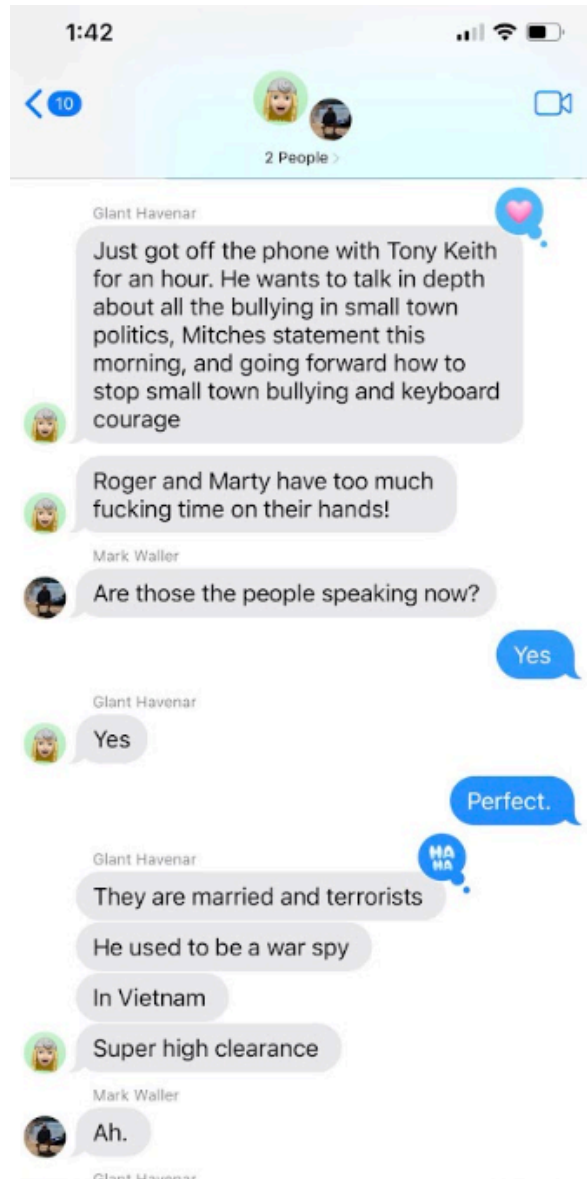 1:42
10
2 People >
Glant Havenar
Just got off the phone with Tony Keith
for an hour. He wants to talk in depth
about all the bullying in small town
politics, Mitches statement this
morning, and going forward how to
stop small town bullying and keyboard
courage
Roger and Marty have too much
fucking time on their hands!
Mark Waller
Are those the people speaking now?
Yes
Glant Havenar
Yes
Perfect.
Glant Havenar
HA
HA
They are married and terrorists
He used to be a war spy
In Vietnam
Super high clearance
Mark Waller
Ah.
Glant Havenar